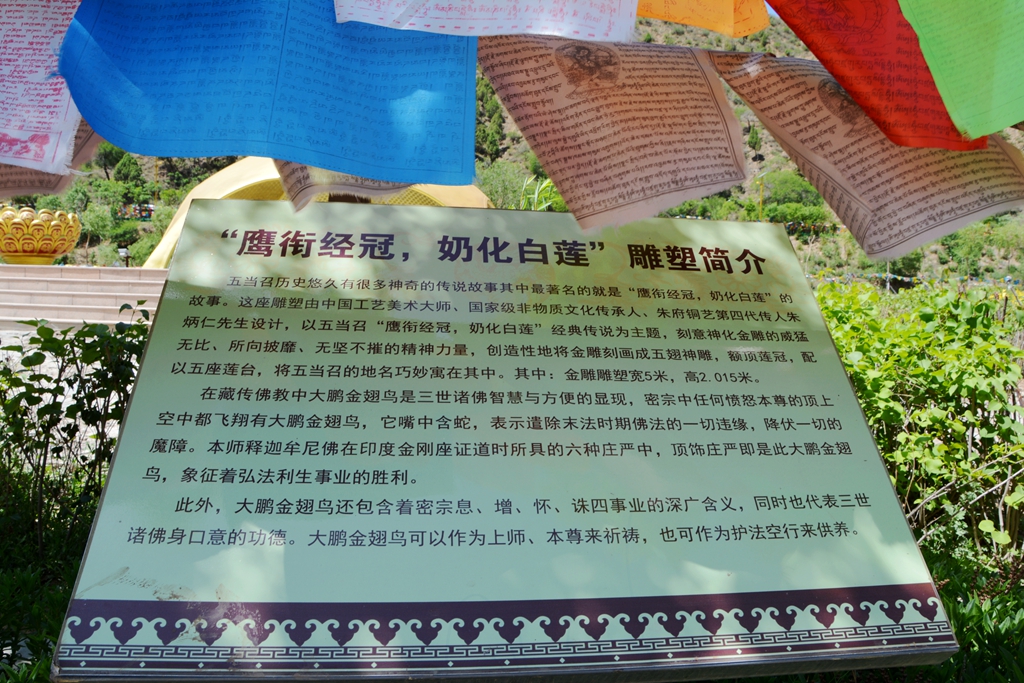 “鹰衔经冠，奶化白莲”雕塑简介
五当召历史悠久有很多神奇的传说故事其中最著名的就是“鹰衔经冠，奶化白莲”的
故事。这座雕塑由中国工艺美术大师、国家级非物质文化传承人、朱府铜艺第四代传人朱
炳仁先生设计，以五当召“鹰衔经冠，奶化白莲”经典传说为主题，刻意神化金雕的威猛
无比、所向披靡、无坚不摧的精神力量，创造性地将金雕刻画成五翅神雕，额顶莲冠，配
以五座莲台，将五当召的地名巧妙寓在其中。其中：金雕雕塑宽5米，高2.015米。
在藏传佛教中大鹏金翅鸟是三世诸佛智慧与方便的显现，密宗中任何愤怒本尊的顶上
空中都飞翔有大鹏金翅鸟，它嘴中含蛇，表示遣除末法时期佛法的一切违缘，降伏一切的
魔障。本师释迦牟尼佛在印度金刚座证道时所具的六种庄严中，顶饰庄严即是此大鹏金翅
鸟，象征着弘法利生事业的胜利。
此外，大鹏金翅鸟还包含着密宗息、增、怀、诛四事业的深广含义，同时也代表三世
诸佛身口意的功德。大鹏金翅鸟可以作为上师、本尊来祈祷，也可作为护法空行来供养。